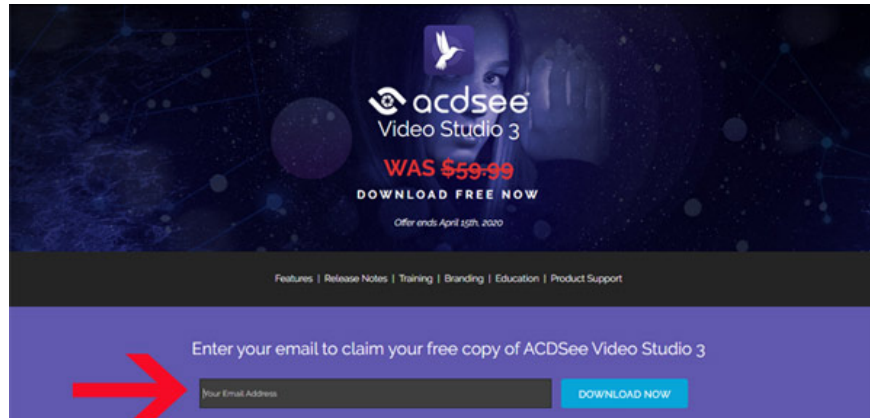 acdsee
Video Studio 3
WAS $59.99
DOWNLOAD FREE NOW
Offer ends April 15th, 2020
Features | Release Notes | Training | Branding | Education | Product Support
Enter your email to claim your free copy of ACDSee Video Studio 3
Your Email Address
DOWNLOAD NOW